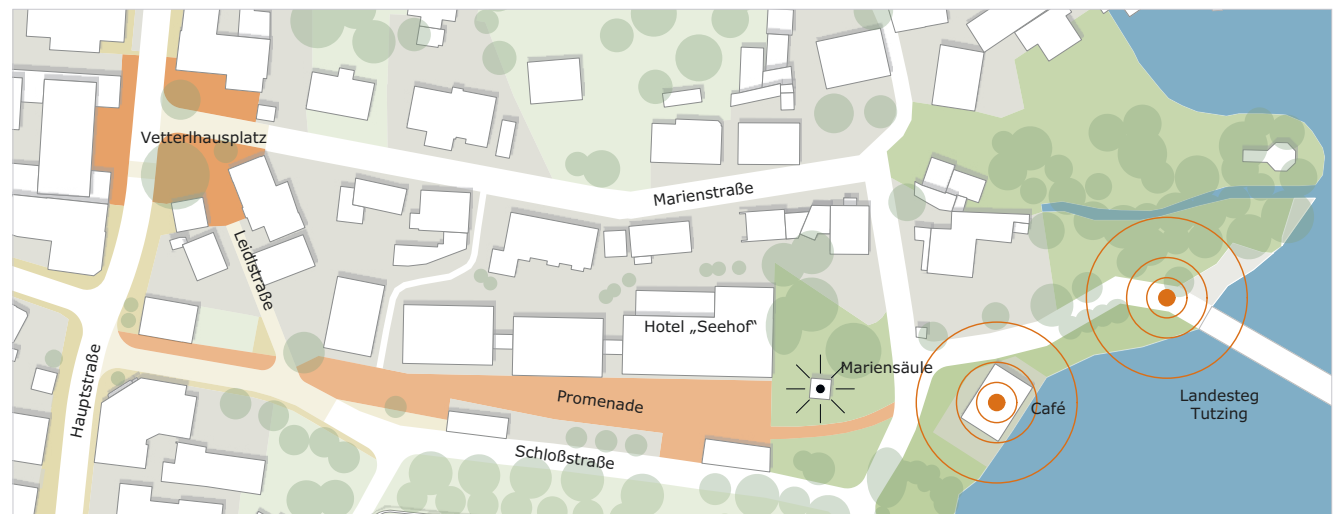 Vetterlhausplatz
Marienstraße
Leidlstraße
Hotel „Seehof“
Mariensäule
Hauptstraße
Promenade
Café
Landesteg
Tutzing
Schloßstraße